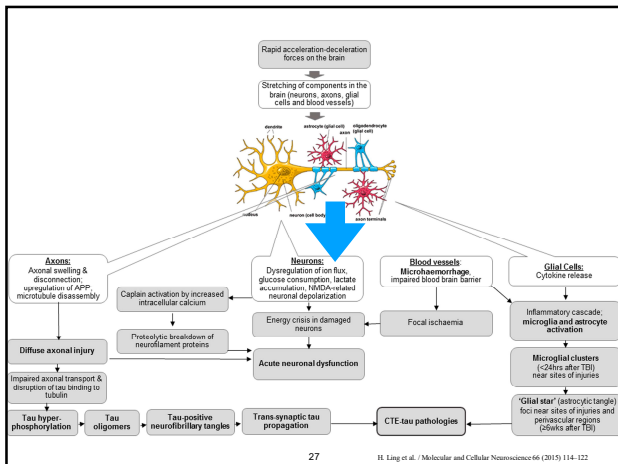 Rapid acceleration-deceleration
forces on the brain
Stretching of components in the
brain (neurons, axons, glial
cells and blood vessels)
dendrite
astrocyte (glial cell)
oligodendrocyte
(glial cell)
axon
nucleus
neuron (cell body)
axon terminals
Axons:
Axonal swelling &
disconnection;
upregulation of APP;
microtubule disassembly
Neurons:
Dysregulation of ion flux,
glucose consumption, lactate
accumulation, NMDA-related
neuronal depolarization
Blood vessels:
Microhaemorrhage,
impaired blood brain barrier
Glial Cells:
Cytokine release
Caplain activation by increased
intracellular calcium
Energy crisis in damaged
neurons
Focal ischaemia
Inflammatory cascade;
microglia and astrocyte
activation
Proteolytic breakdown of
neurofilament proteins
Diffuse axonal injury
Acute neuronal dysfunction
Microglial clusters
(<24hrs after TBI)
near sites of injuries
Impaired axonal transport &
disruption of tau binding to
tubulin
'Glial star' (astrocytic tangle)
foci near sites of injuries and
perivascular regions
(≥6wks after TBI)
Tau hyper-
phosphorylation
Tau
oligomers
Tau-positive
neurofibrillary tangles
Trans-synaptic tau
propagation
CTE-tau pathologies
27
H. Ling et al. / Molecular and Cellular Neuroscience 66 (2015) 114–122